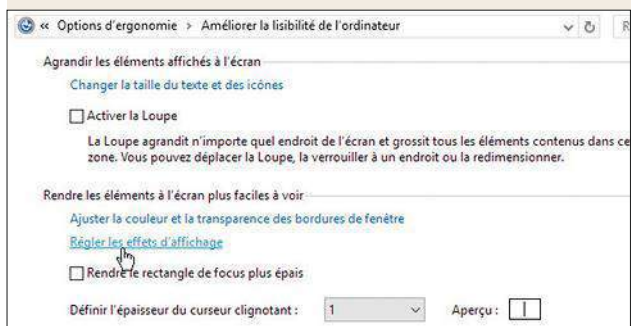 « Options d'ergonomie > Améliorer la lisibilité de l'ordinateur
Agrandir les éléments affichés à l'écran
Changer la taille du texte et des icônes
Activer la Loupe
La Loupe agrandit n'importe quel endroit de l'écran et grossit tous les éléments contenus dans ce
zone. Vous pouvez déplacer la Loupe, la verrouiller à un endroit ou la redimensionner.
Rendre les éléments à l'écran plus faciles à voir
Ajuster la couleur et la transparence des bordures de fenêtre
Régler les effets d'affichage
Rendre le rectangle de focus plus épais
Définir l'épaisseur du curseur clignotant : 1 Aperçu :